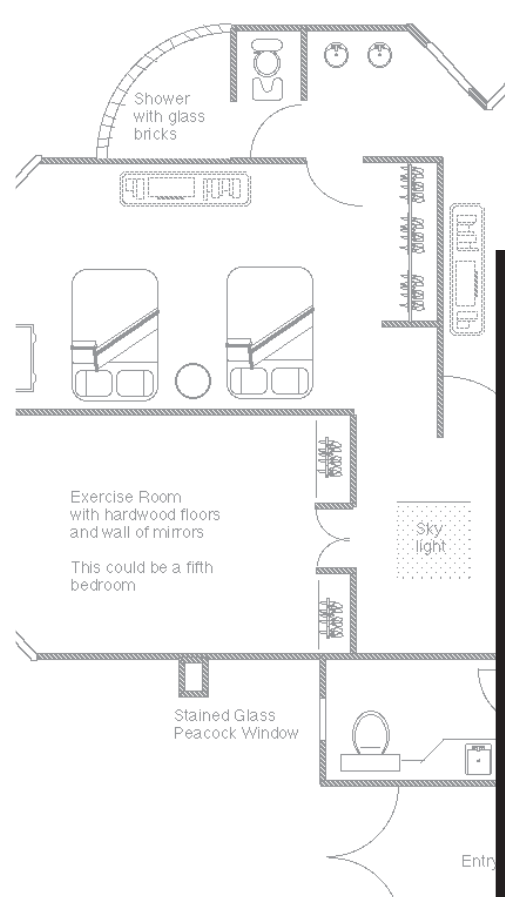 Shower
with glass
bricks
Exercise Room
with hardwood floors
and wall of mirrors
This could be a fifth
bedroom
Sky
light
Stained Glass
Peacock Window
Entry